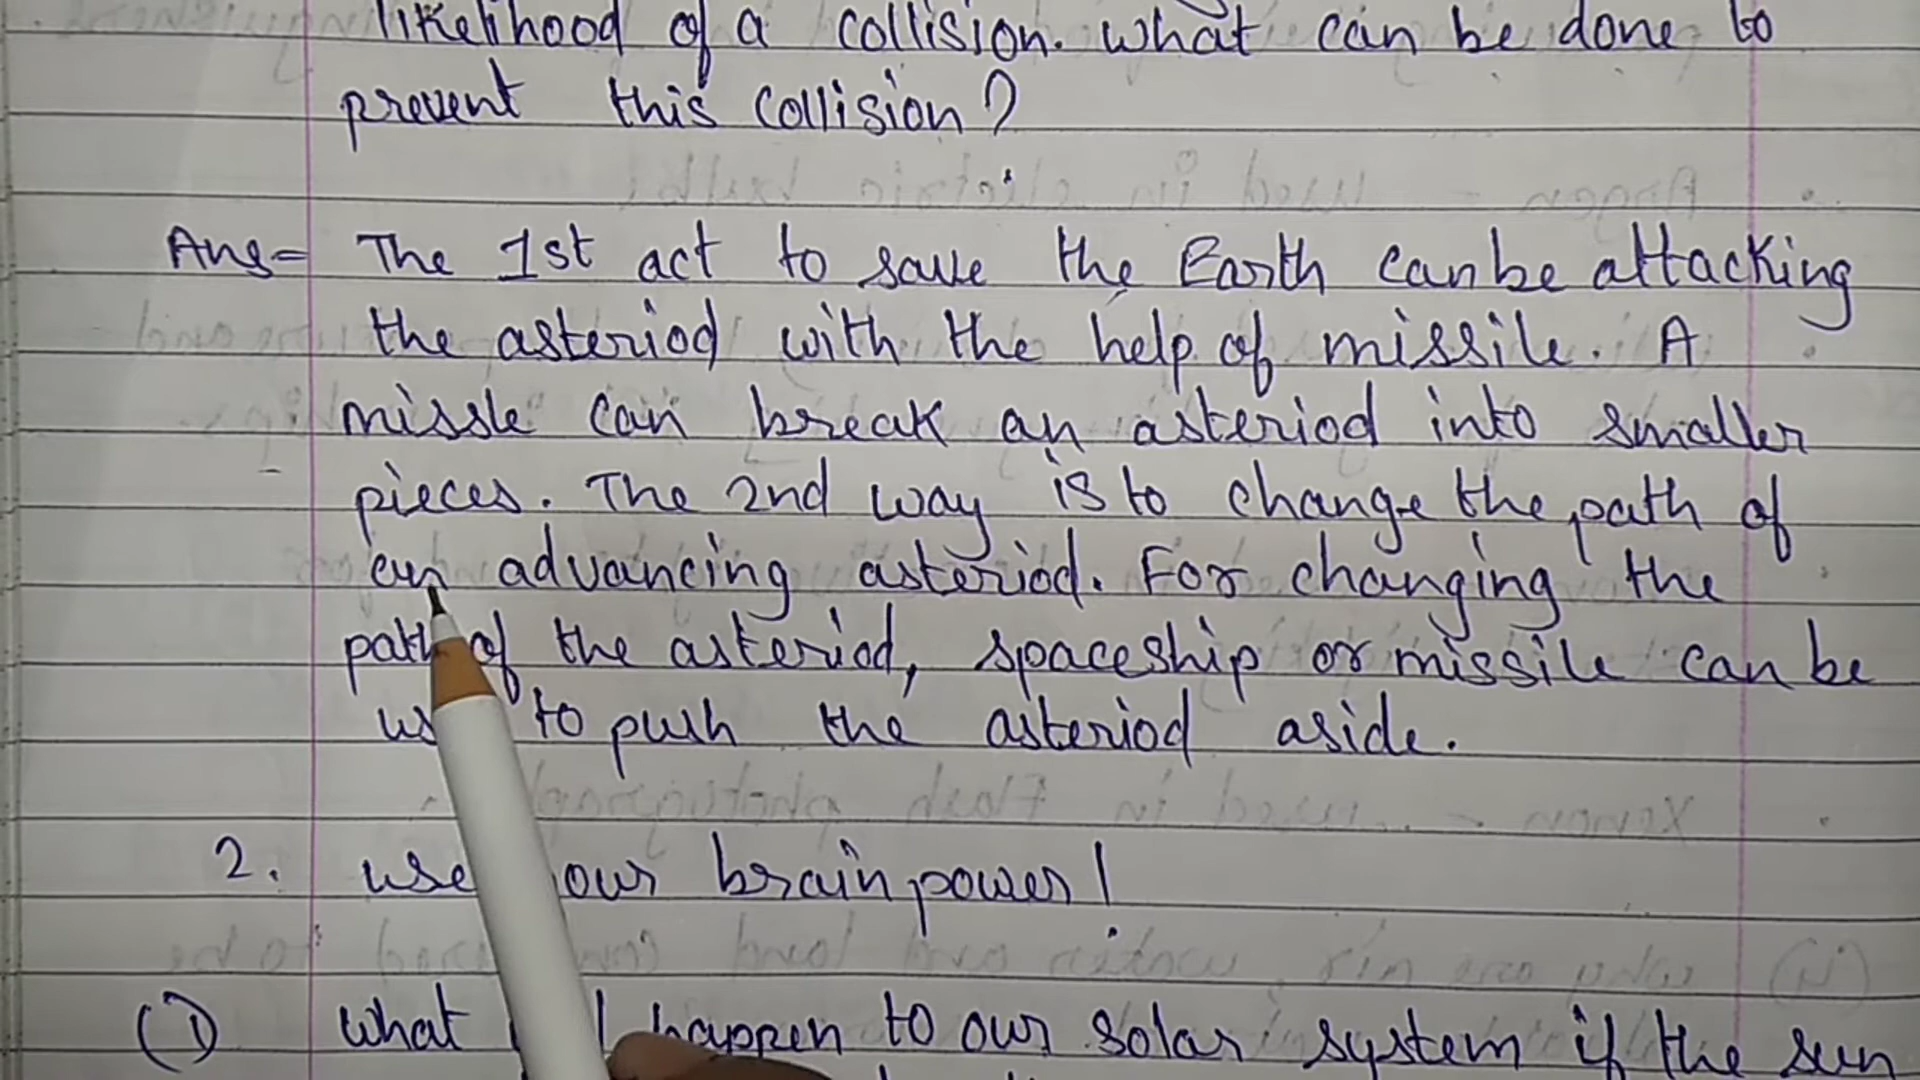 likelihood of a collision. what can be done to
prevent this collision?
Ans= The 1st act to save the Earth can be attacking
the asteriod with the help of missile. A
missle can break an asteriod into smaller
pieces. The 2nd way is to change the path of
an advancing asteriod. For changing the
path of the asteriod, spaceship or missile can be
to push the asteriod aside.
2. use our brain power!
(1) what happen to our solar system if the sun